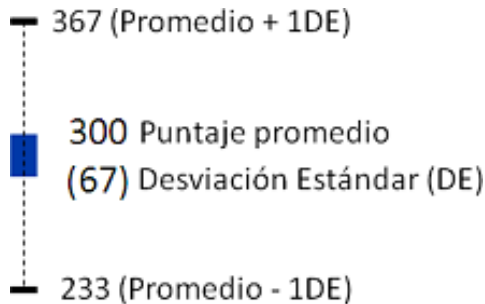 367 (Promedio + 1DE)
300 Puntaje promedio
(67) Desviación Estándar (DE)
233 (Promedio - 1DE)